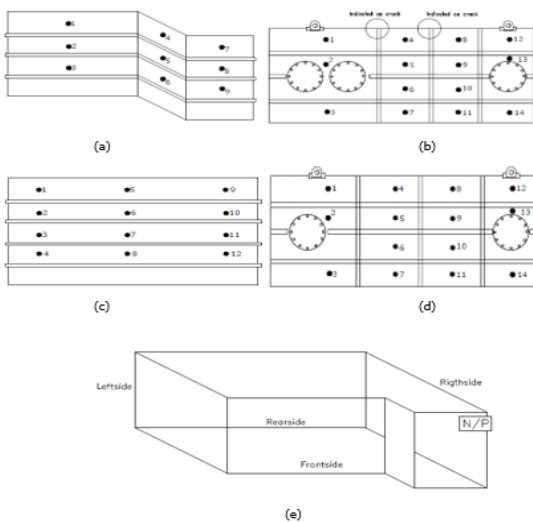 Indicated as crack Indicated as crack
1
4
2 7
5
3 8
6
9
(a)
1 4 8 12
13
2 5 9
6 10
3 7 11 14
(b)
1 5 9
2 6 10
3 7 11
4 8 12
(c)
1 4 8 12
13
2 5 9
6 10
3 7 11 14
(d)
Leftside Rigthside
Rearside N/P
Frontside
(e)